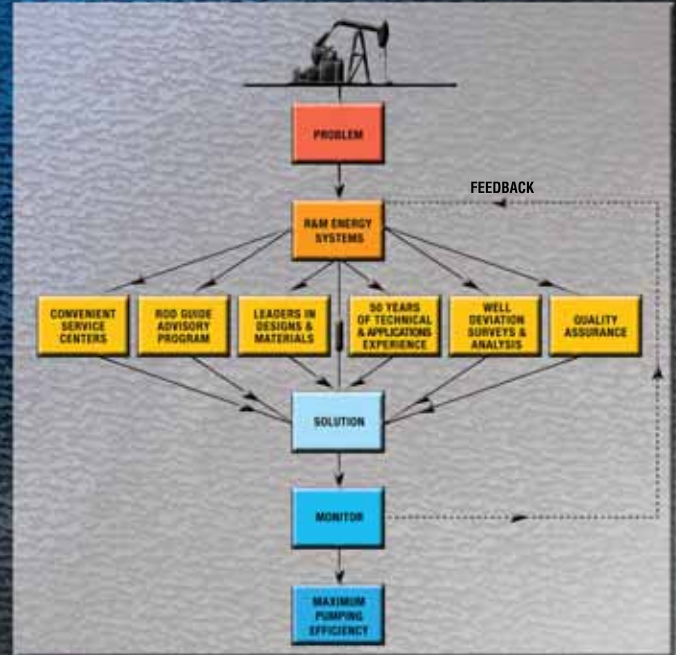 PROBLEM
FEEDBACK
R&M ENERGY
SYSTEMS
CONVENIENT
SERVICE
CENTERS
ROD GUIDE
ADVISORY
PROGRAM
LEADERS IN
DESIGNS &
MATERIALS
50 YEARS
OF TECHNICAL
& APPLICATIONS
EXPERIENCE
WELL
DEVIATION
SURVEYS &
ANALYSIS
QUALITY
ASSURANCE
SOLUTION
MONITOR
MAXIMUM
PUMPING
EFFICIENCY